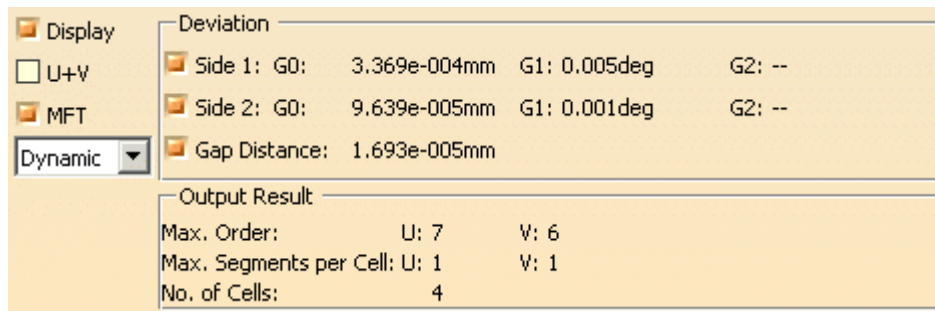 Display
U+V
MFT
Dynamic
Deviation
Side 1: G0: 3.369e-004mm G1: 0.005deg G2: --
Side 2: G0: 9.639e-005mm G1: 0.001deg G2: --
Gap Distance: 1.693e-005mm
Output Result
Max. Order: U: 7 V: 6
Max. Segments per Cell: U: 1 V: 1
No. of Cells: 4